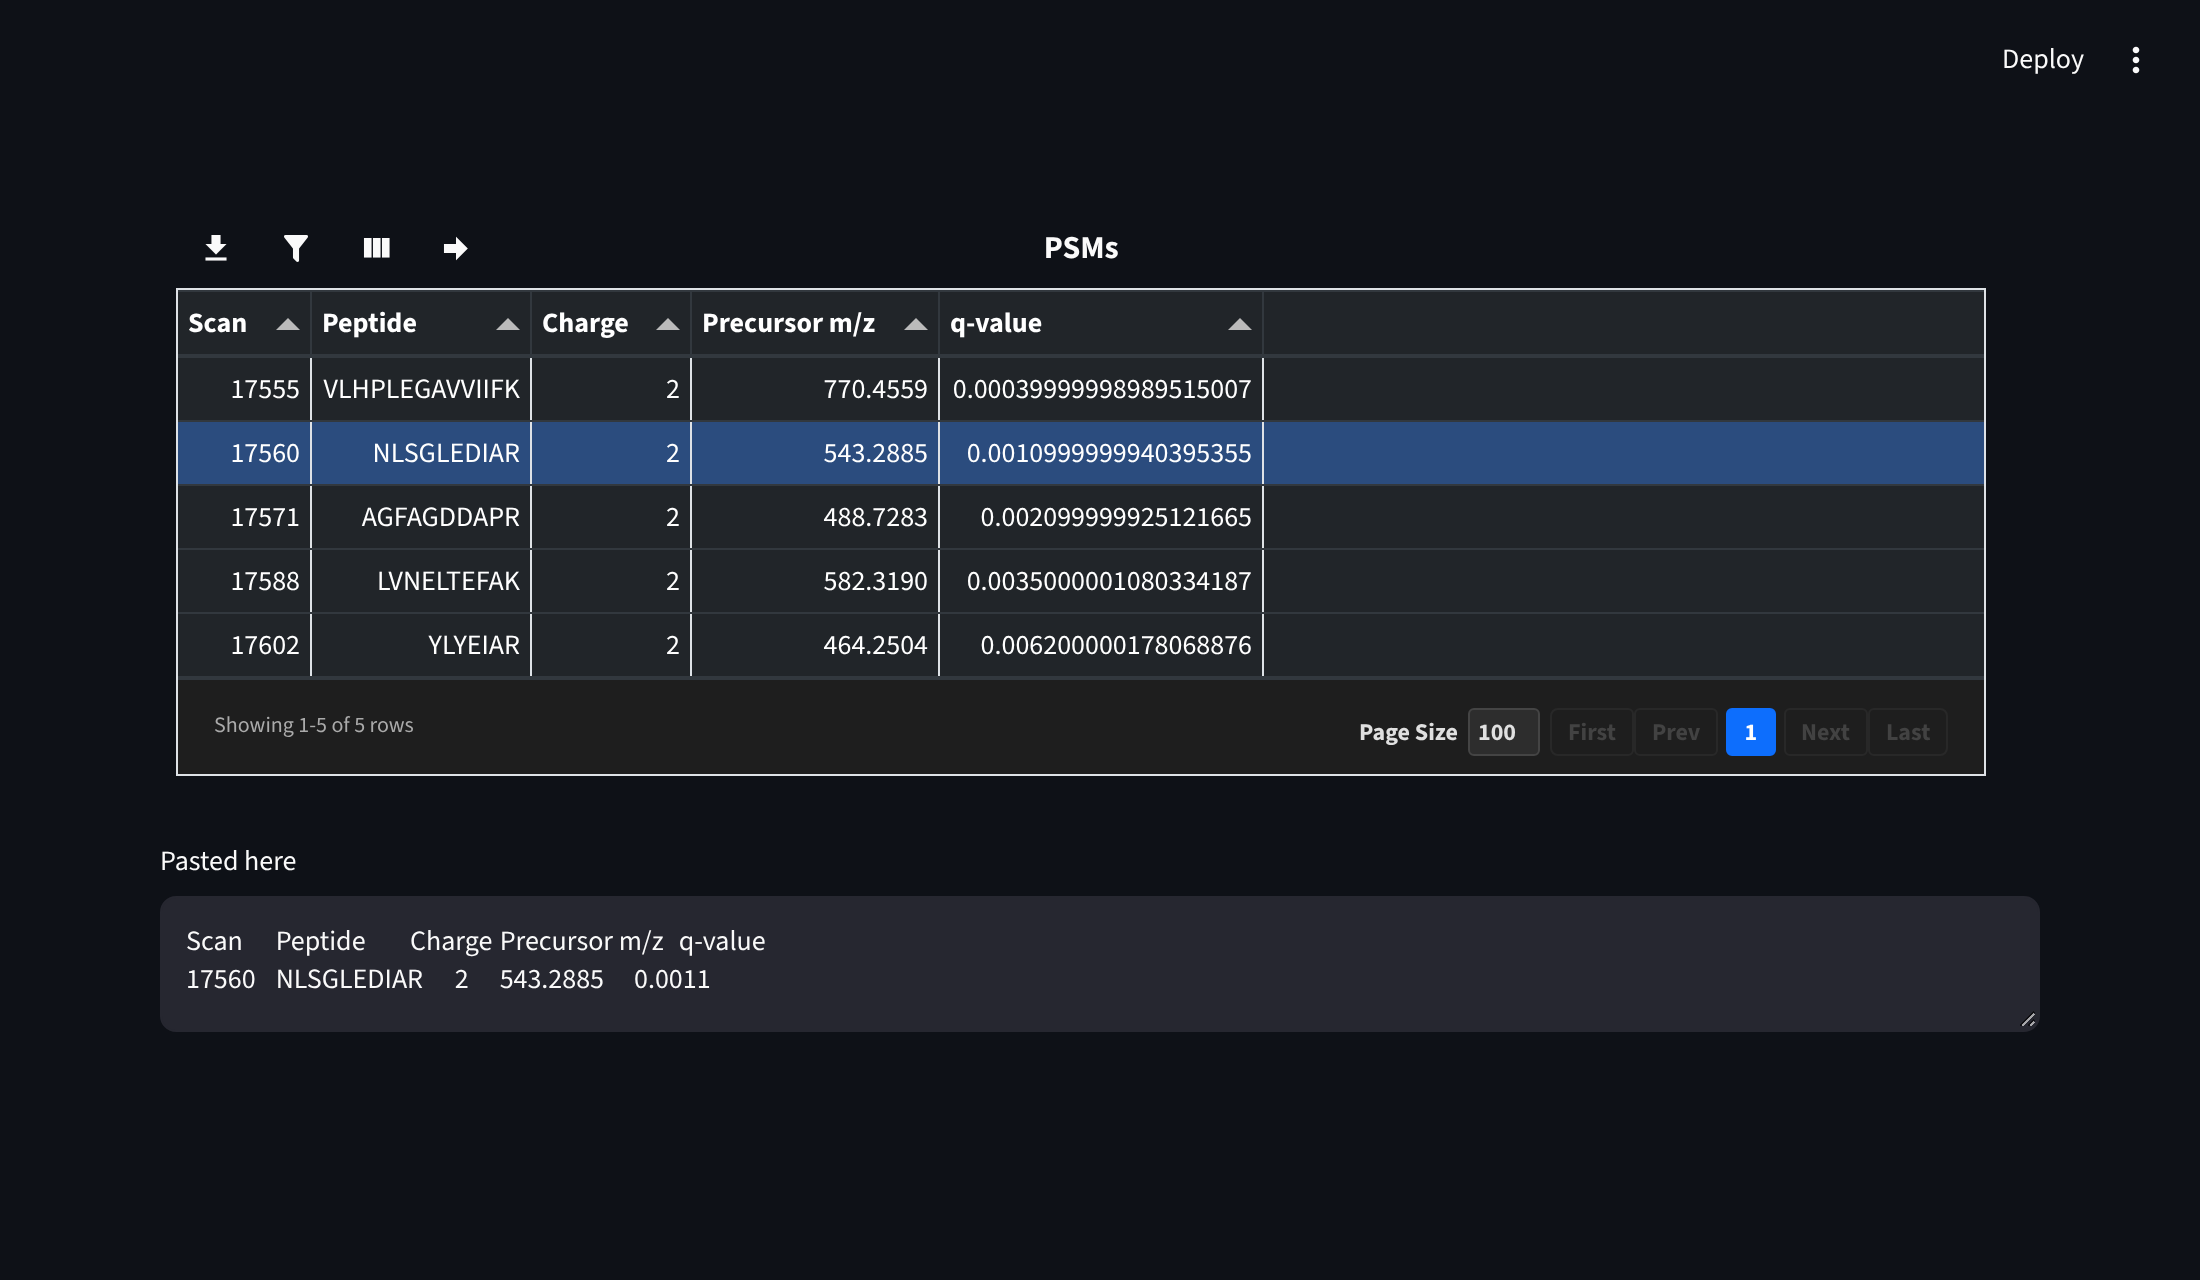 Deploy
PSMs
Scan Peptide Charge Precursor m/z q-value
17555 VLHPLEGAVVIIFK 2 770.4559 0.00039999998989515007
17560 NLSGLEDIAR 2 543.2885 0.0010999999940395355
17571 AGFAGDDAPR 2 488.7283 0.002099999925121665
17588 LVNELTEFAK 2 582.3190 0.0035000001080334187
17602 YLYEIAR 2 464.2504 0.006200000178068876
Showing 1-5 of 5 rows Page Size 100 First Prev 1 Next Last
Pasted here
Scan Peptide Charge Precursor m/z q-value
17560 NLSGLEDIAR 2 543.2885 0.0011